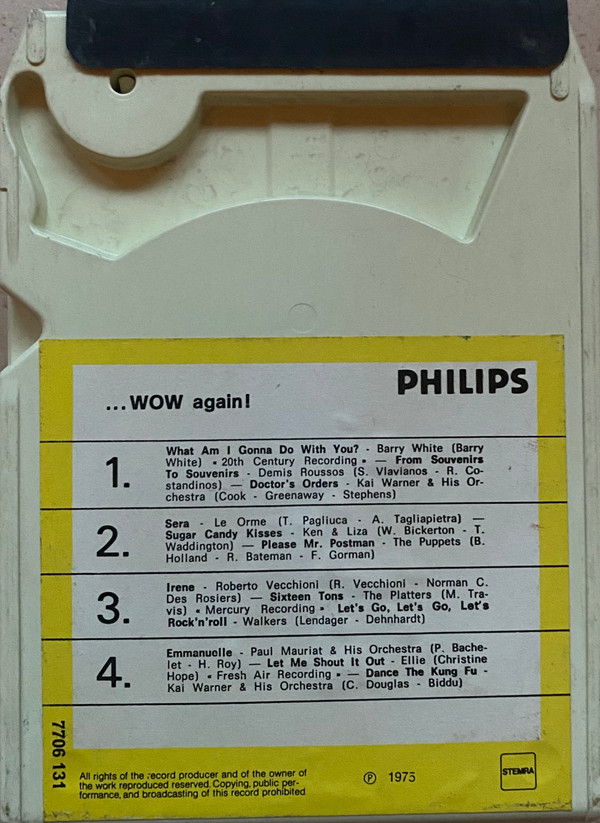 ...WOW again!
PHILIPS
1.
What Am I Gonna Do With You? - Barry White (Barry
White) • 20th Century Recording • — From Souvenirs
To Souvenirs - Demis Roussos (S. Vlavianos - R. Co-
standinos) — Doctor's Orders - Kai Warner & His Or-
chestra (Cook - Greenaway - Stephens)
2.
Sera - Le Orme (T. Pagliuca - A. Tagliapietra) —
Sugar Candy Kisses - Ken & Liza (W. Bickerton - T.
Waddington) — Please Mr. Postman - The Puppets (B.
Holland - R. Bateman - F. Gorman)
3.
Irene - Roberto Vecchioni (R. Vecchioni - Norman C.
Des Rosiers) — Sixteen Tons - The Platters (M. Tra-
vis) • Mercury Recording • Let's Go, Let's Go, Let's
Rock'n'roll - Walkers (Lendager - Dehnhardt)
4.
Emmanuolle - Paul Mauriat & His Orchestra (P. Bache-
let - H. Roy) — Let Me Shout It Out - Ellie (Christine
Hope) • Fresh Air Recording • — Dance The Kung Fu -
Kai Warner & His Orchestra (C. Douglas - Biddu)
7706 131
All rights of the record producer and of the owner of
the work reproduced reserved. Copying, public per-
formance, and broadcasting of this record prohibited
Ⓟ 1975
STEMRA